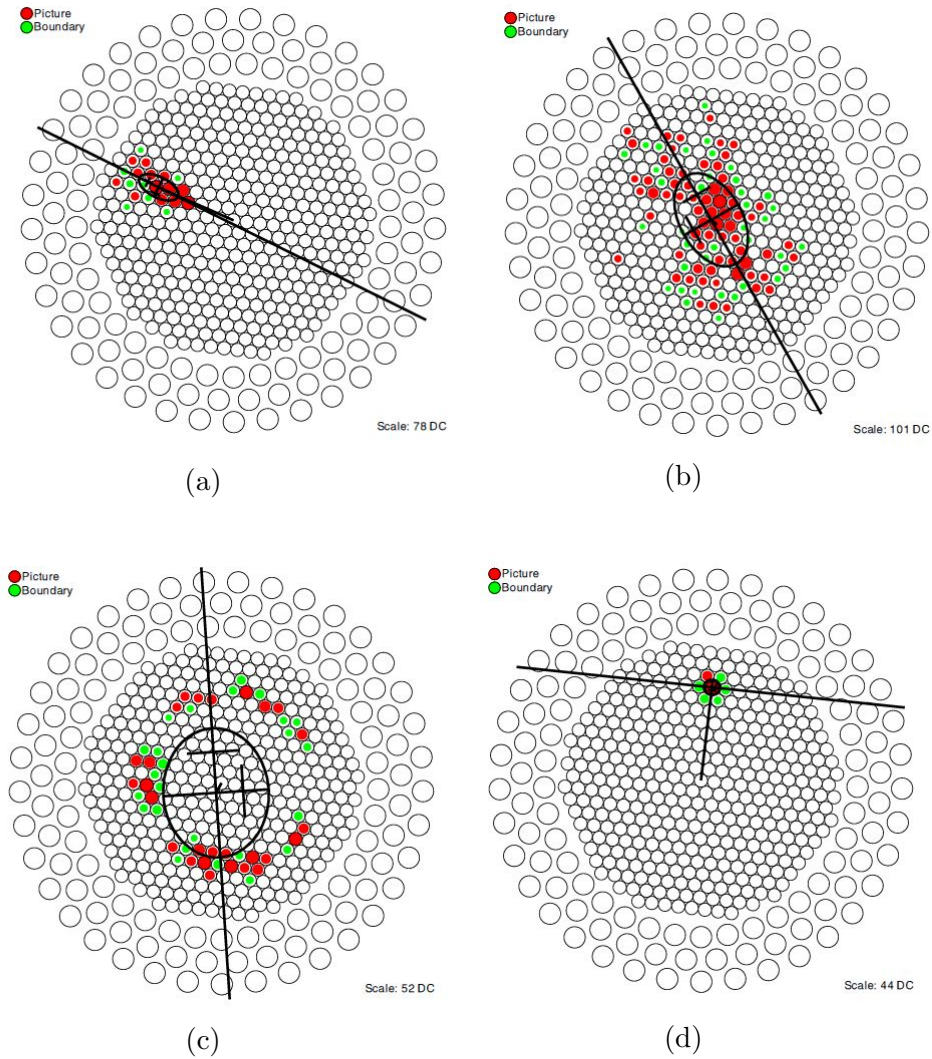 Picture
Boundary
Scale: 78 DC
(a)
Picture
Boundary
Scale: 101 DC
(b)
Picture
Boundary
Scale: 52 DC
(c)
Picture
Boundary
Scale: 44 DC
(d)